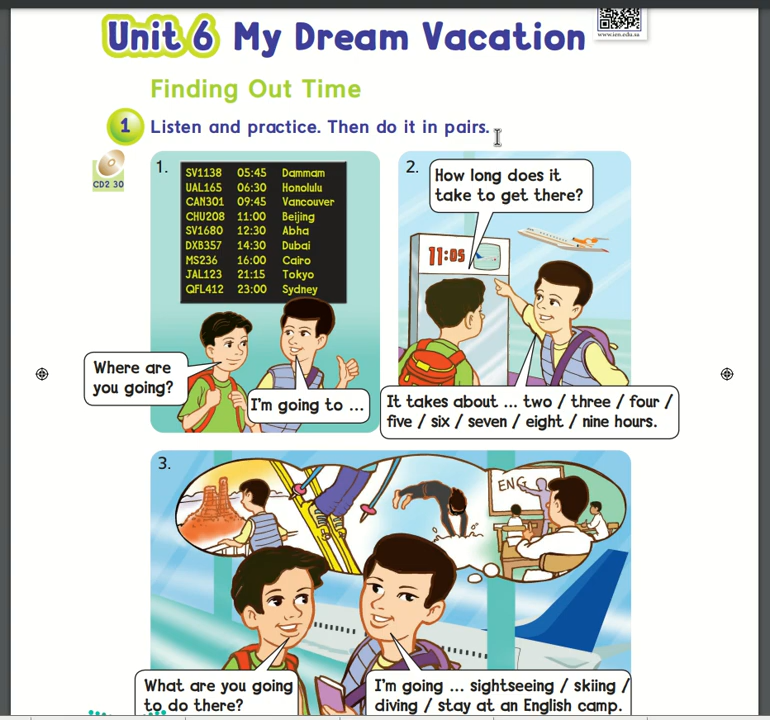 Unit 6 My Dream Vacation
www.ien.edu.sa
Finding Out Time
1 Listen and practice. Then do it in pairs.
CD2 30
1.
SV1138 05:45 Dammam
UAL165 06:30 Honolulu
CAN301 09:45 Vancouver
CHU208 11:00 Beijing
SV1680 12:30 Abha
DXB357 14:30 Dubai
MS236 16:00 Cairo
JAL123 21:15 Tokyo
QFL412 23:00 Sydney
Where are
you going?
I'm going to ...
2.
How long does it
take to get there?
11:05
It takes about ... two / three / four /
five / six / seven / eight / nine hours.
3.
ENG
What are you going
to do there?
I'm going ... sightseeing / skiing /
diving / stay at an English camp.